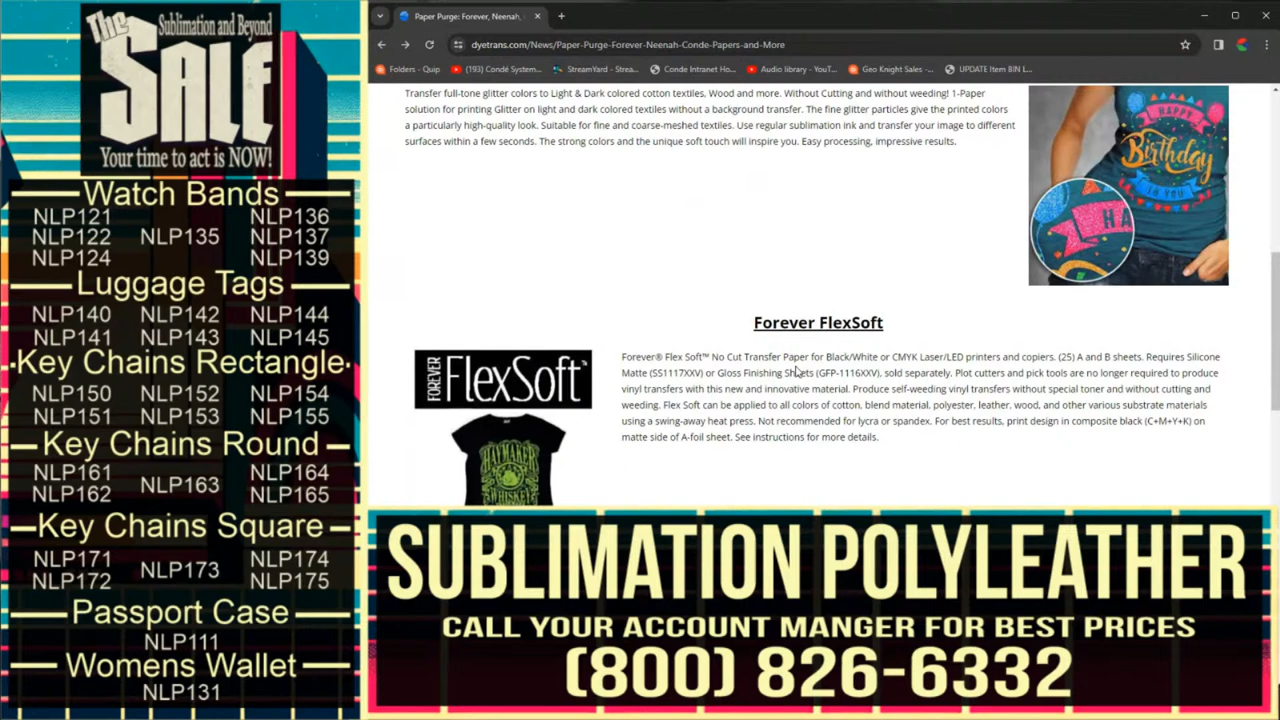 The
Sublimation and Beyond
SALE
Your time to act is NOW!
Watch Bands
NLP121 NLP136
NLP122 NLP135 NLP137
NLP124 NLP139
Luggage Tags
NLP140 NLP142 NLP144
NLP141 NLP143 NLP145
Key Chains Rectangle
NLP150 NLP152 NLP154
NLP151 NLP153 NLP155
Key Chains Round
NLP161 NLP163 NLP164
NLP162 NLP165
Key Chains Square
NLP171 NLP173 NLP174
NLP172 NLP175
Passport Case
NLP111
Womens Wallet
NLP131
Paper Purge: Forever, Neenah,
dyetrans.com/News/Paper-Purge-Forever-Neenah-Conde-Papers-and-More
Folders - Quip (193) Condé System... StreamYard - Strea... Conde Intranet Ho... Audio library - YouT... Geo Knight Sales -... UPDATE Item BIN L...
Transfer full-tone glitter colors to Light & Dark colored cotton textiles, Wood and more. Without Cutting and without weeding! 1-Paper
solution for printing Glitter on light and dark colored textiles without a background transfer. The fine glitter particles give the printed colors
a particularly high-quality look. Suitable for fine and coarse-meshed textiles. Use regular sublimation ink and transfer your image to different
surfaces within a few seconds. The strong colors and the unique soft touch will inspire you. Easy processing, impressive results.
HAPPY
Birthday
TO YOU
HA
Forever FlexSoft
FOREVER FlexSoft
HAYMAKERS
WHISKEY
Forever® Flex Soft™ No Cut Transfer Paper for Black/White or CMYK Laser/LED printers and copiers. (25) A and B sheets. Requires Silicone
Matte (SS1117XXV) or Gloss Finishing Sheets (GFP-1116XXV), sold separately. Plot cutters and pick tools are no longer required to produce
vinyl transfers with this new and innovative material. Produce self-weeding vinyl transfers without special toner and without cutting and
weeding. Flex Soft can be applied to all colors of cotton, blend material, polyester, leather, wood, and other various substrate materials
using a swing-away heat press. Not recommended for lycra or spandex. For best results, print design in composite black (C+M+Y+K) on
matte side of A-foil sheet. See instructions for more details.
SUBLIMATION POLYLEATHER
CALL YOUR ACCOUNT MANGER FOR BEST PRICES
(800) 826-6332